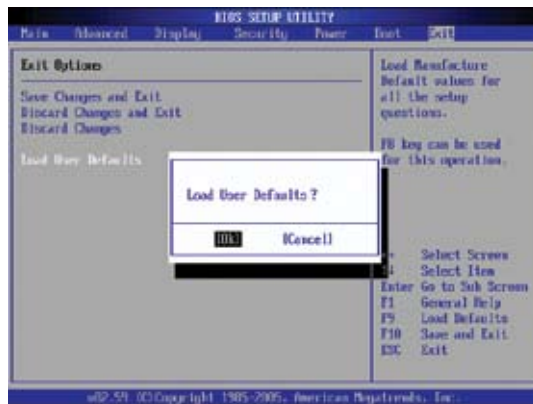 BIOS SETUP UTILITY
Main Advanced Display Security Power Boot Exit
Exit Options
Save Changes and Exit
Discard Changes and Exit
Discard Changes
Load User Defaults
Load User Defaults?
[Ok] [Cancel]
Load Manufacture
Default values for
all the setup
questions.
F8 key can be used
for this operation.
Select Screen
↑↓ Select Item
Enter Go to Sub Screen
F1 General Help
F9 Load Defaults
F10 Save and Exit
ESC Exit
v02.59 (C)Copyright 1985-2005, American Megatrends, Inc.